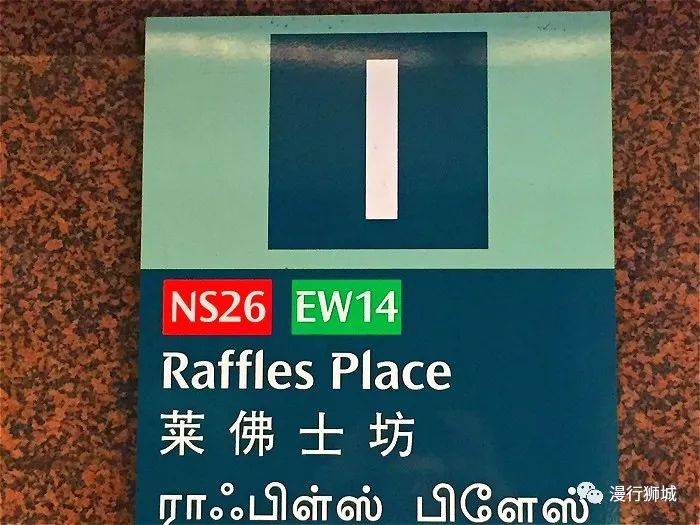 I
NS26 EW14
Raffles Place
莱佛士坊
ராஃபிள்ஸ் பிளேஸ்
漫行狮城